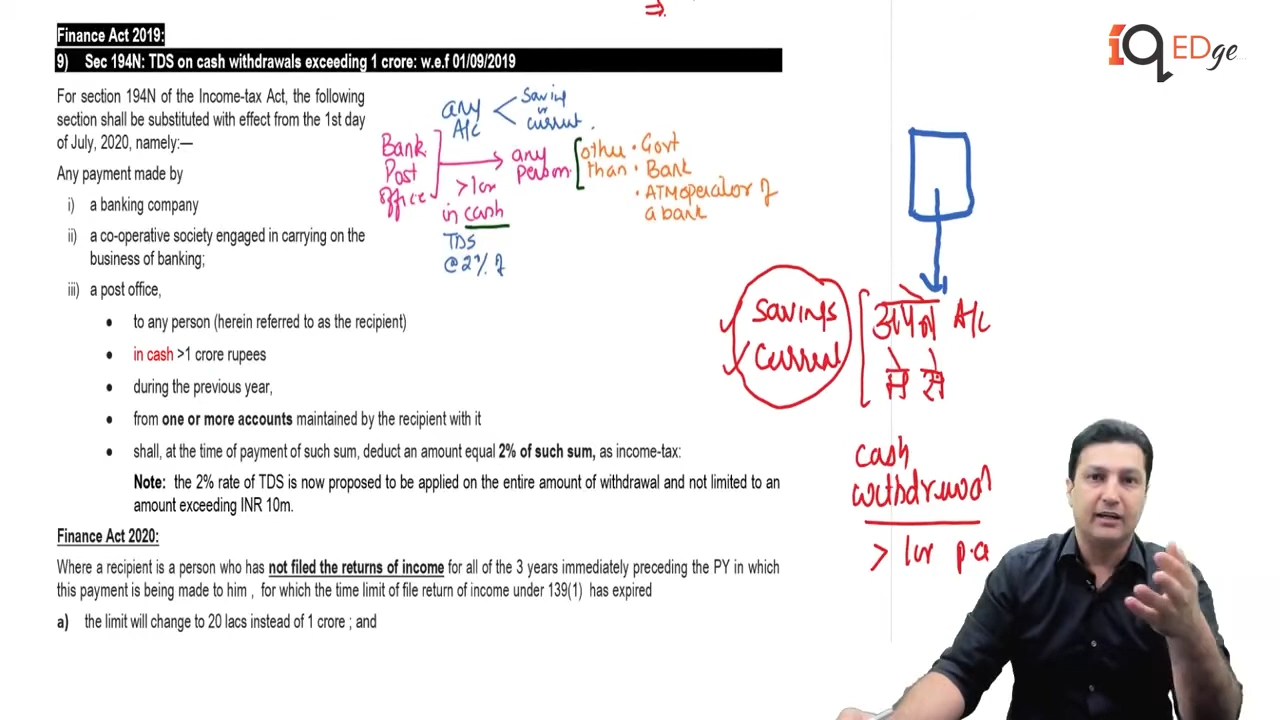 Finance Act 2019:
9) Sec 194N: TDS on cash withdrawals exceeding 1 crore: w.e.f 01/09/2019
For section 194N of the Income-tax Act, the following
section shall be substituted with effect from the 1st day
of July, 2020, namely:—
Any payment made by
i) a banking company
ii) a co-operative society engaged in carrying on the
business of banking;
iii) a post office,
• to any person (herein referred to as the recipient)
• in cash >1 crore rupees
• during the previous year,
• from one or more accounts maintained by the recipient with it
• shall, at the time of payment of such sum, deduct an amount equal 2% of such sum, as income-tax:
Note: the 2% rate of TDS is now proposed to be applied on the entire amount of withdrawal and not limited to an
amount exceeding INR 10m.
Finance Act 2020:
Where a recipient is a person who has not filed the returns of income for all of the 3 years immediately preceding the PY in which
this payment is being made to him , for which the time limit of file return of income under 139(1) has expired
a) the limit will change to 20 lacs instead of 1 crore ; and
any
A/c
Saving
or
current.
Bank
Post
office
>1cr
in cash
TDS
@2%
any
person
other
than
• Govt
• Bank
• ATM operator of
a bank
Savings
Current
अपने A/c
में से
cash
withdrawal
> 1cr p.a
iQ EDge